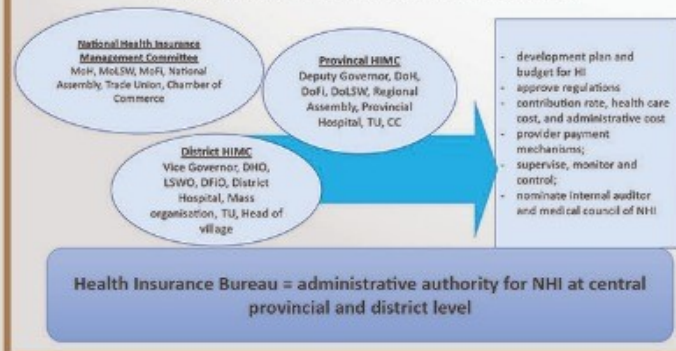 National Health Insurance
Management Committee
MoH, MoLSW, MoFi, National
Assembly, Trade Union, Chamber of
Commerce
Provincal HIMC
Deputy Governor, DoH,
DoFi, DoLSW, Regional
Assembly, Provincial
Hospital, TU, CC
District HIMC
Vice Governor, DHO,
LSWO, DFiO, District
Hospital, Mass
organisation, TU, Head of
village
- development plan and
budget for HI
- approve regulations
- contribution rate, health care
cost, and administrative cost
- provider payment
mechanisms;
- supervise, monitor and
control;
- nominate internal auditor
and medical council of NHI
Health Insurance Bureau = administrative authority for NHI at central
provincial and district level